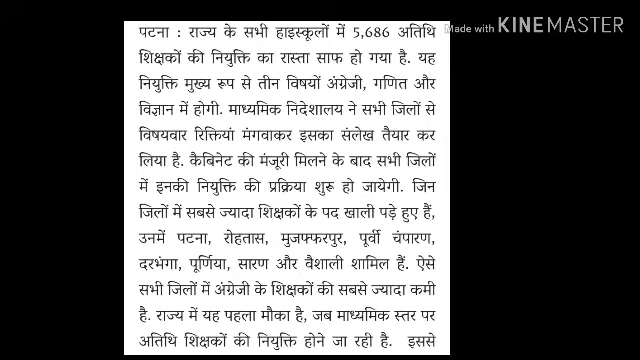 पटना : राज्य के सभी हाइस्कूलों में 5,686 अतिथि
शिक्षकों की नियुक्ति का रास्ता साफ हो गया है. यह
नियुक्ति मुख्य रूप से तीन विषयों अंग्रेजी, गणित और
विज्ञान में होगी. माध्यमिक निदेशालय ने सभी जिलों से
विषयवार रिक्तियां मंगवाकर इसका संलेख तैयार कर
लिया है. कैबिनेट की मंजूरी मिलने के बाद सभी जिलों
में इनकी नियुक्ति की प्रक्रिया शुरू हो जायेगी. जिन
जिलों में सबसे ज्यादा शिक्षकों के पद खाली पड़े हुए हैं,
उनमें पटना, रोहतास, मुजफ्फरपुर, पूर्वी चंपारण,
दरभंगा, पूर्णिया, सारण और वैशाली शामिल हैं. ऐसे
सभी जिलों में अंग्रेजी के शिक्षकों की सबसे ज्यादा कमी
है. राज्य में यह पहला मौका है, जब माध्यमिक स्तर पर
अतिथि शिक्षकों की नियुक्ति होने जा रही है. इससे
Made with KINEMASTER